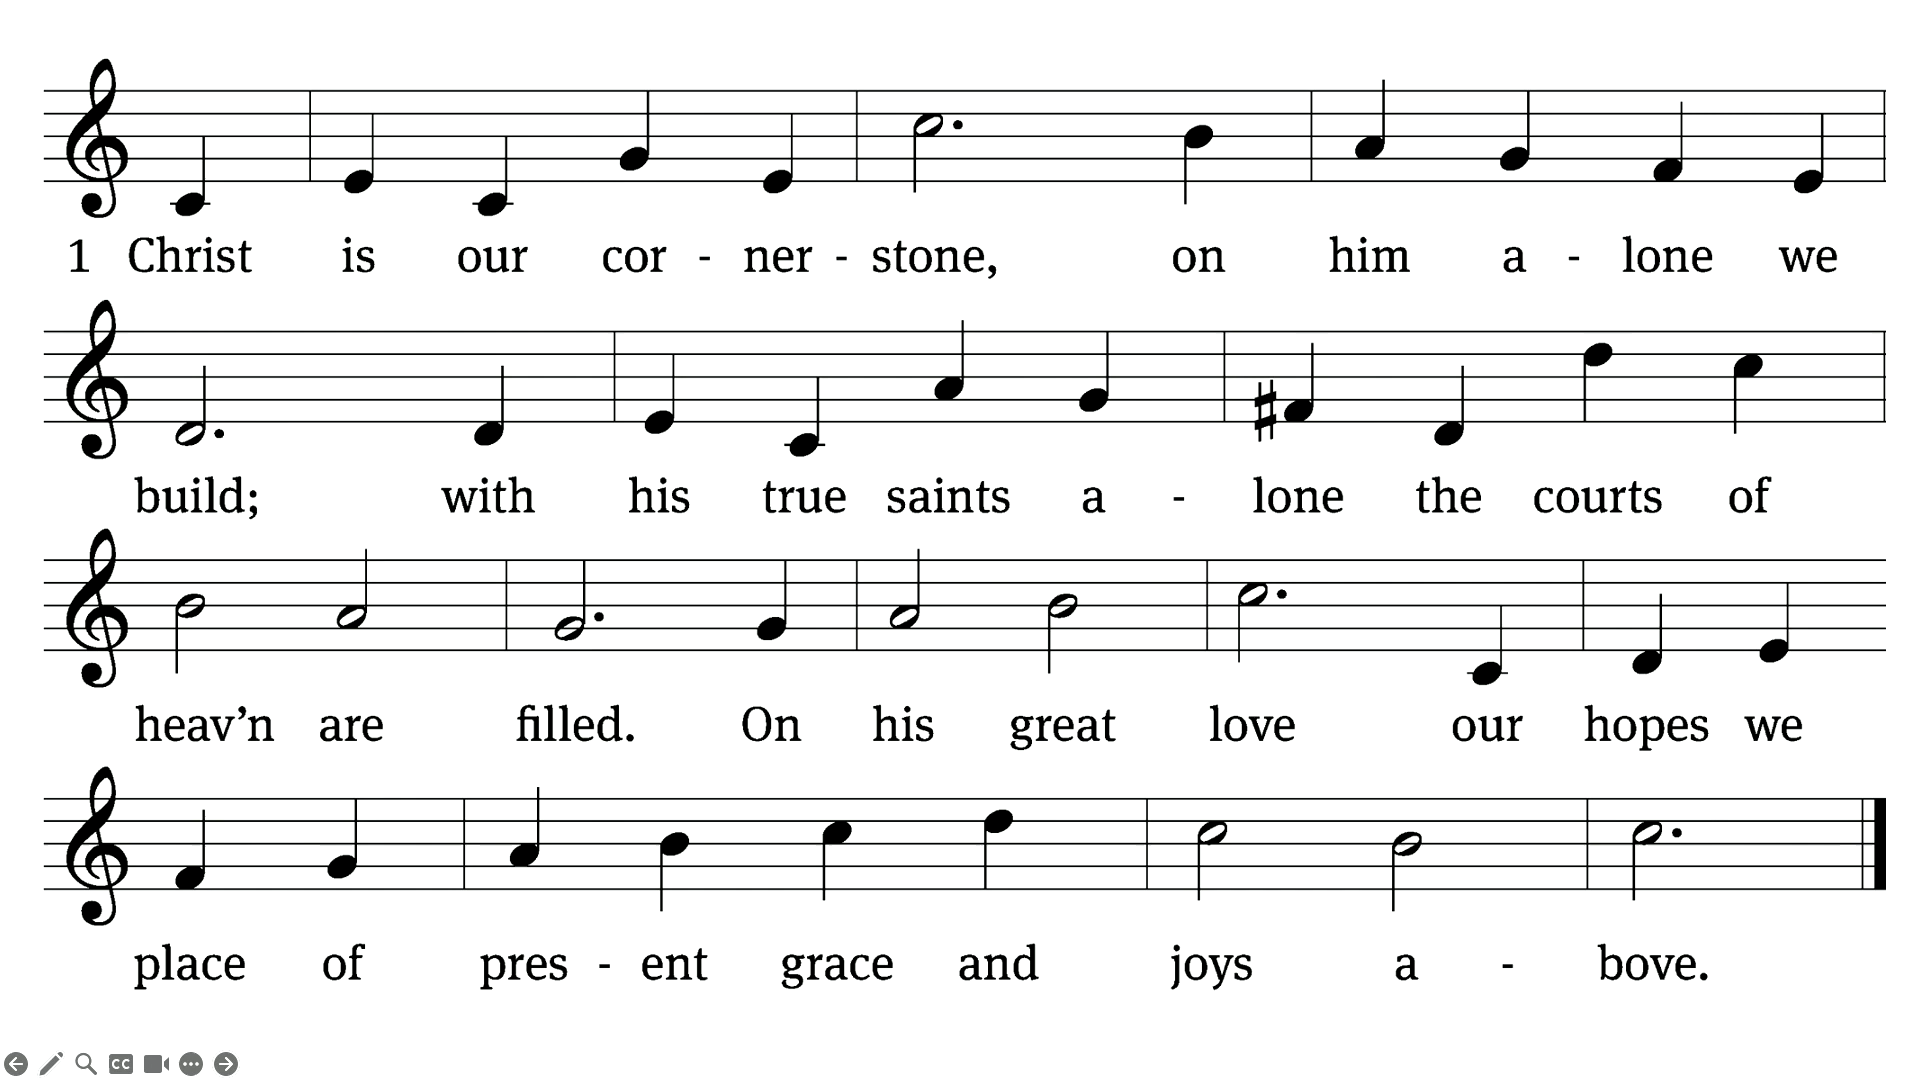 1 Christ is our cor - ner - stone, on him a - lone we
build; with his true saints a - lone the courts of
heav’n are filled. On his great love our hopes we
place of pres - ent grace and joys a - bove.
CC